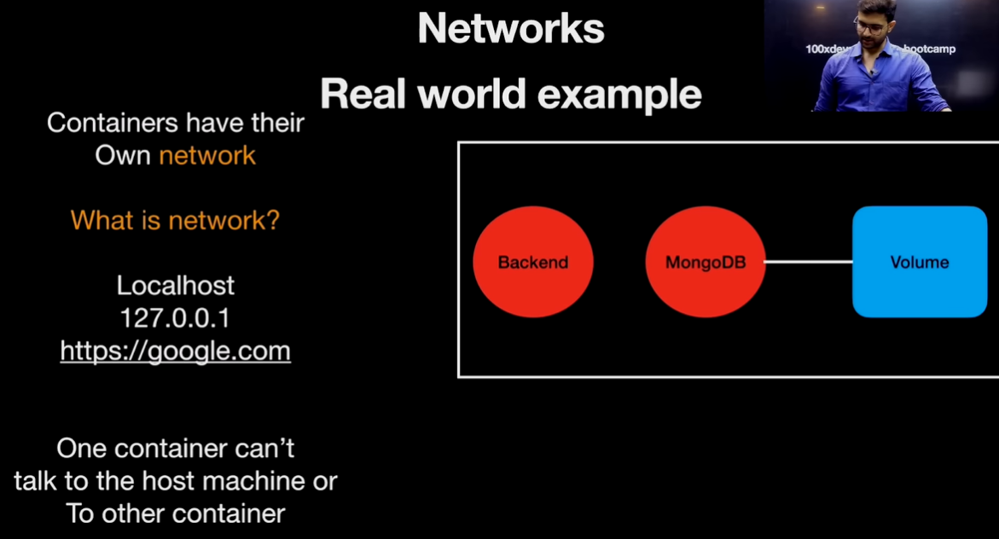 Networks
Real world example
100xdev
bootcamp
Containers have their
Own network
What is network?
Localhost
127.0.0.1
https://google.com
One container can’t
talk to the host machine or
To other container
Backend
MongoDB
Volume